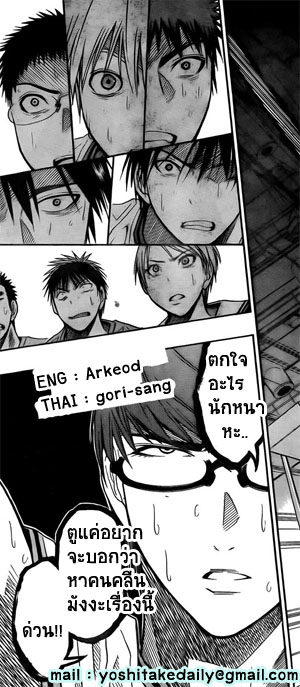 ENG : Arkeod
THAI : gori-sang
ตกใจ
อะไร
นักหนา
หะ..
ตูแค่อยาก
จะบอกว่า
หาคนคลีน
มังงะเรื่องนี้
ด่วน!!
mail : yoshitakedaily@gmail.com